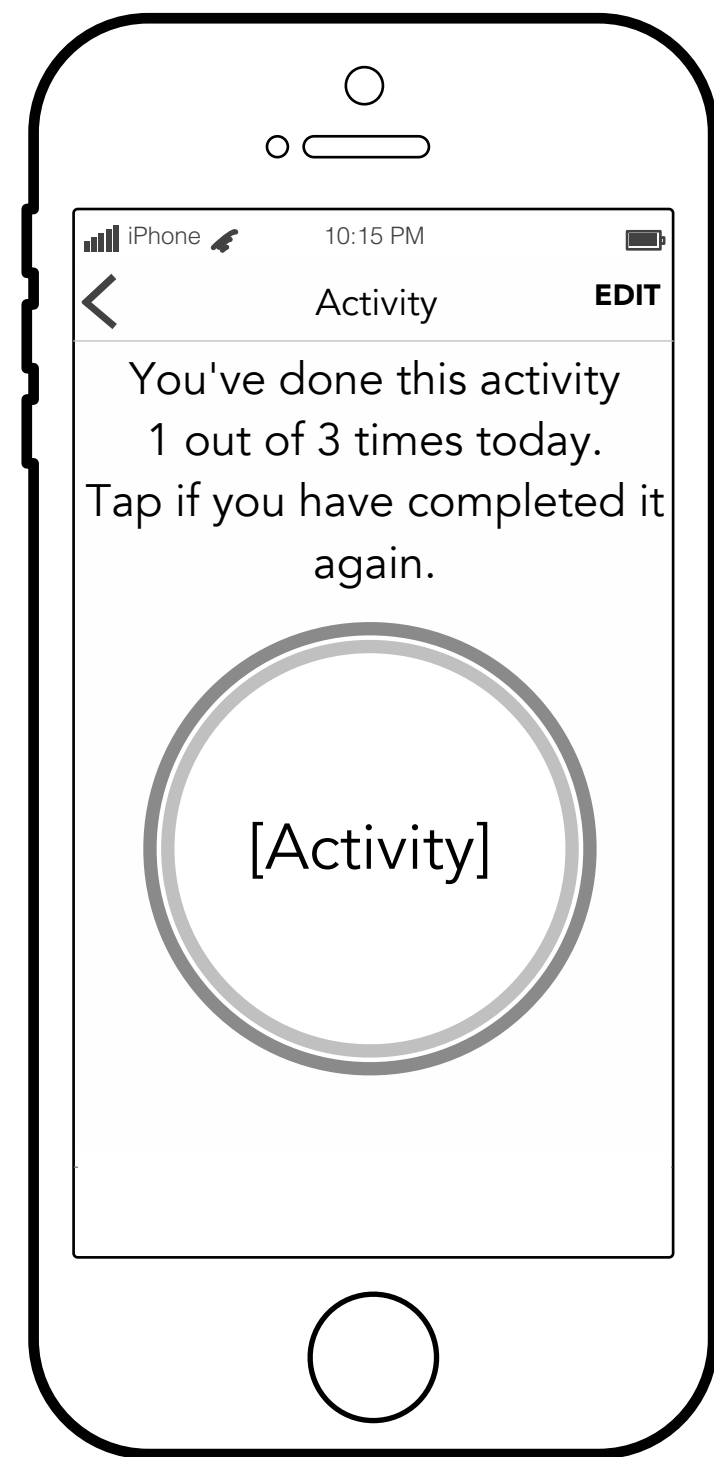 iPhone 10:15 PM
Activity EDIT
You've done this activity
1 out of 3 times today.
Tap if you have completed it
again.
[Activity]